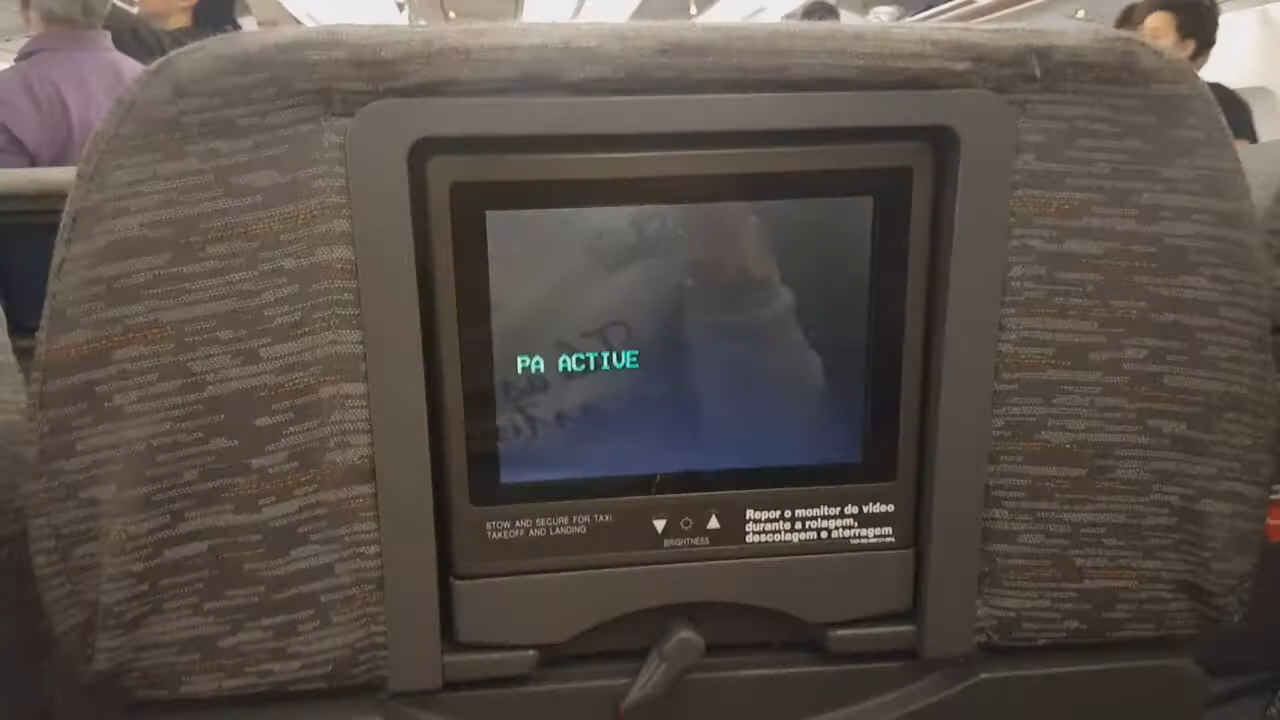 PA ACTIVE
STOW AND SECURE FOR TAXI,
TAKEOFF AND LANDING
BRIGHTNESS
Repor o monitor de video
durante a rolagem,
descolagem e aterragem